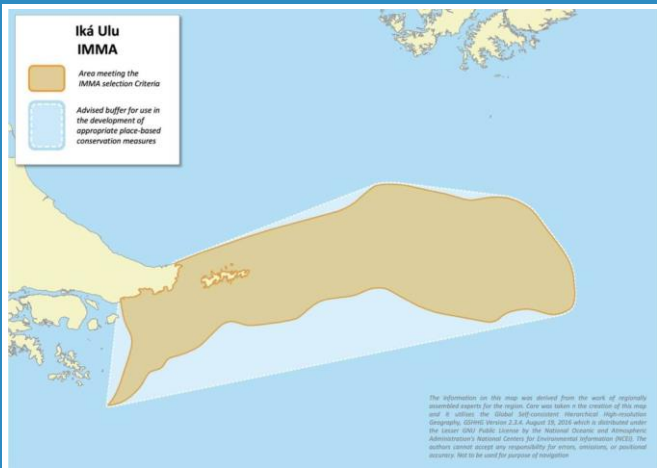 Iká Ulu
IMMA
Area meeting the
IMMA selection Criteria
Advised buffer for use in
the development of
appropriate place-based
conservation measures
The information on this map was derived from the work of regionally
assembled experts for the region. Care was taken n the creation of this map
and it utilises the Global Self-consistent Hierarchical High-resolution
Geography, GSHHG Version 2.3.6. August 19, 2016 which is distributed under
the Lesser GNU Public License by the National Oceanic and Atmospheric
Administration's National Centers for Environmental Information (NCEI). The
authors cannot accept any responsibility for errors, omissions, or positional
accuracy. Not to be used for purpose of navigation